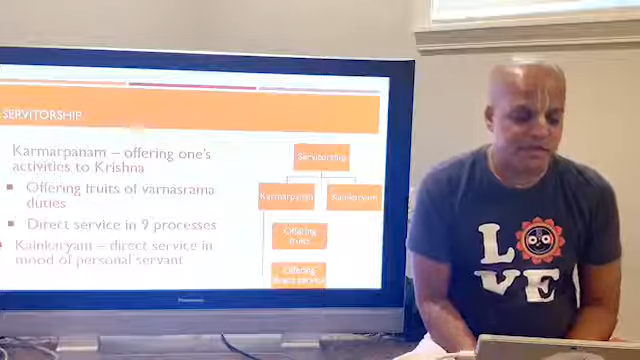 SERVITORSHIP
Karmarpanam – offering one's
activities to Krishna
Offering fruits of varnasrama
duties
Direct service in 9 processes
Kainkaryam – direct service in
mood of personal servant
Servitorship
Karmarpanam
Kainkaryam
Offering
fruits
Offering
direct service
Panasonic
LOVE